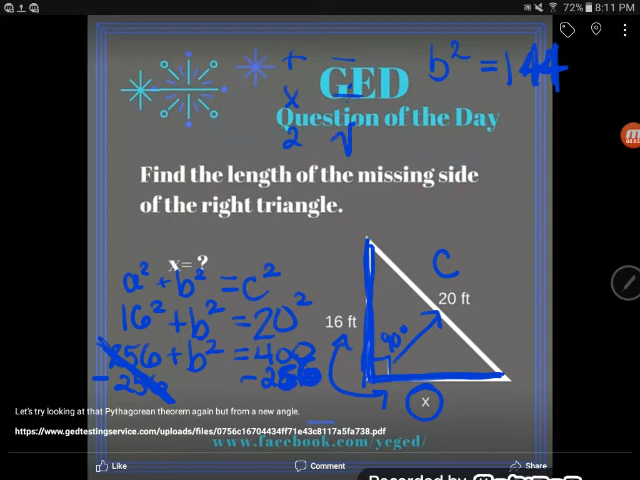 72% 8:11 PM
+ −
GED
b² = 144
x ÷
Question of the Day
2 √
Find the length of the missing side
of the right triangle.
x= ?
a² + b² = c²
16² + b² = 20²
256 + b² = 400
− 256 − 256
C
20 ft
16 ft
90°
x
Let's try looking at that Pythagorean theorem again but from a new angle.
https://www.gedtestingservice.com/uploads/files/0756c16704434ff71e43c8117a5fa738.pdf
www.facebook.com/yeged/
Like Comment Share
Recorded by